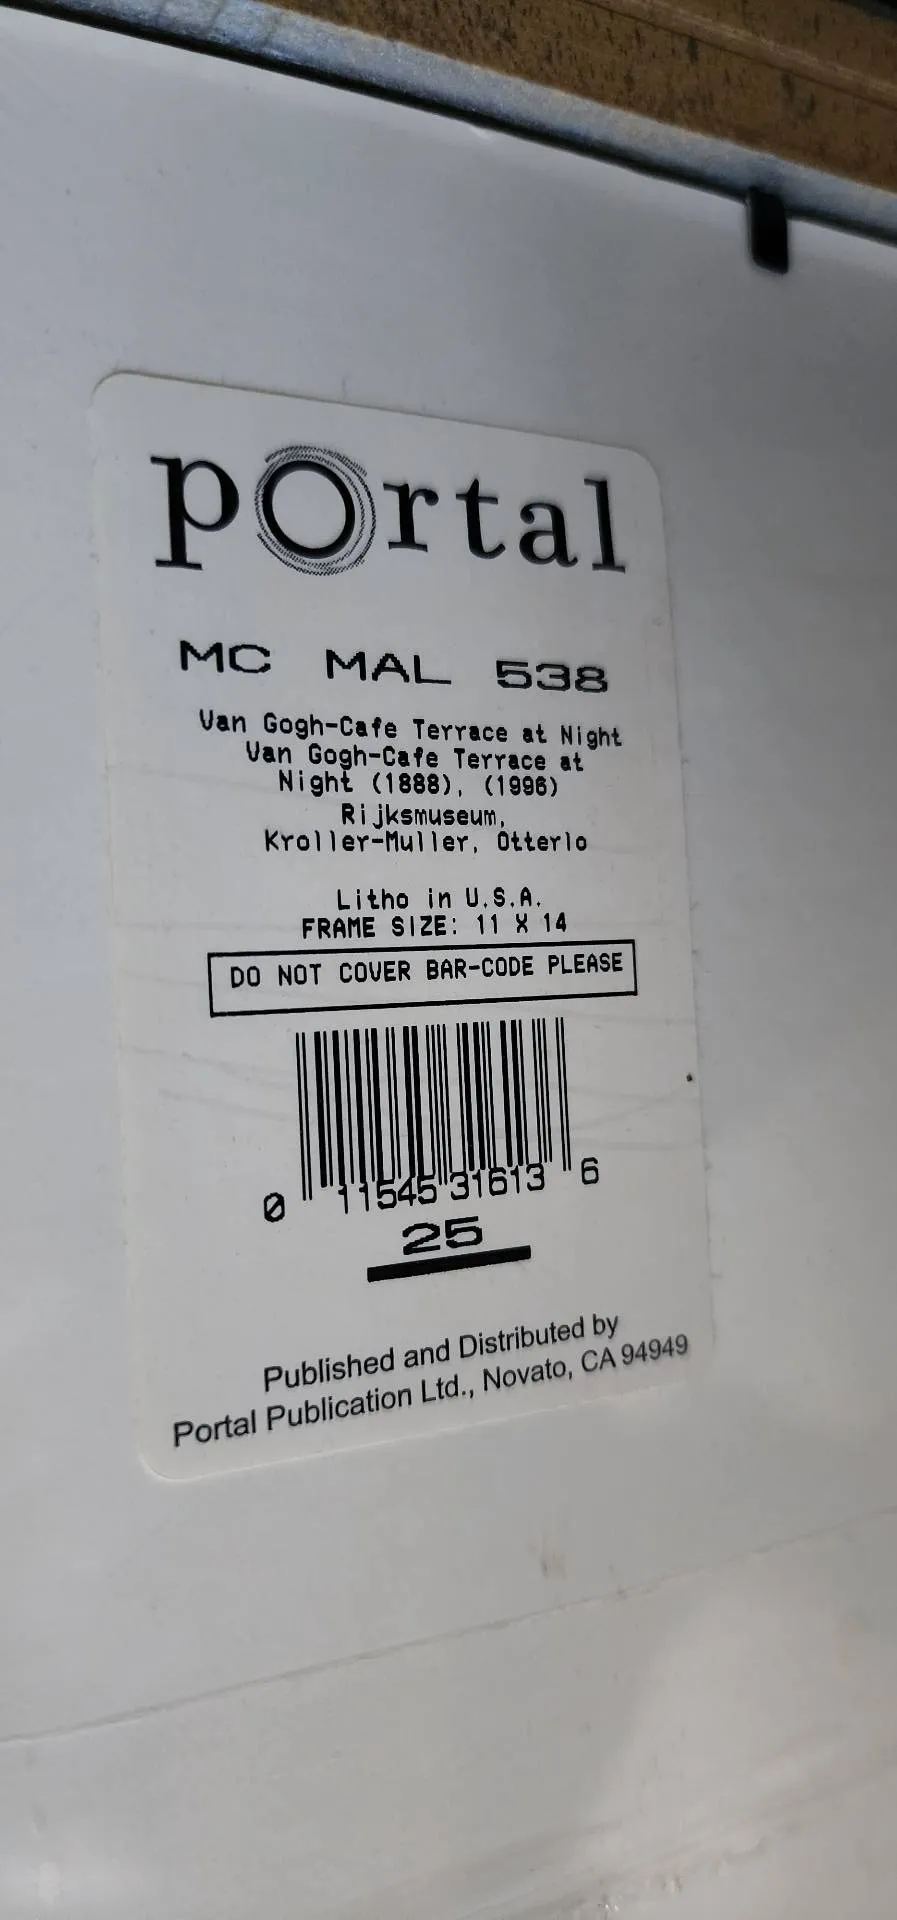 portal
MC MAL 538
Van Gogh-Cafe Terrace at Night
Van Gogh-Cafe Terrace at
Night (1888), (1996)
Rijksmuseum,
Kroller-Muller, Otterlo
Litho in U.S.A.
FRAME SIZE: 11 X 14
DO NOT COVER BAR-CODE PLEASE
0 11545 31613 6
25
Published and Distributed by
Portal Publication Ltd., Novato, CA 94949